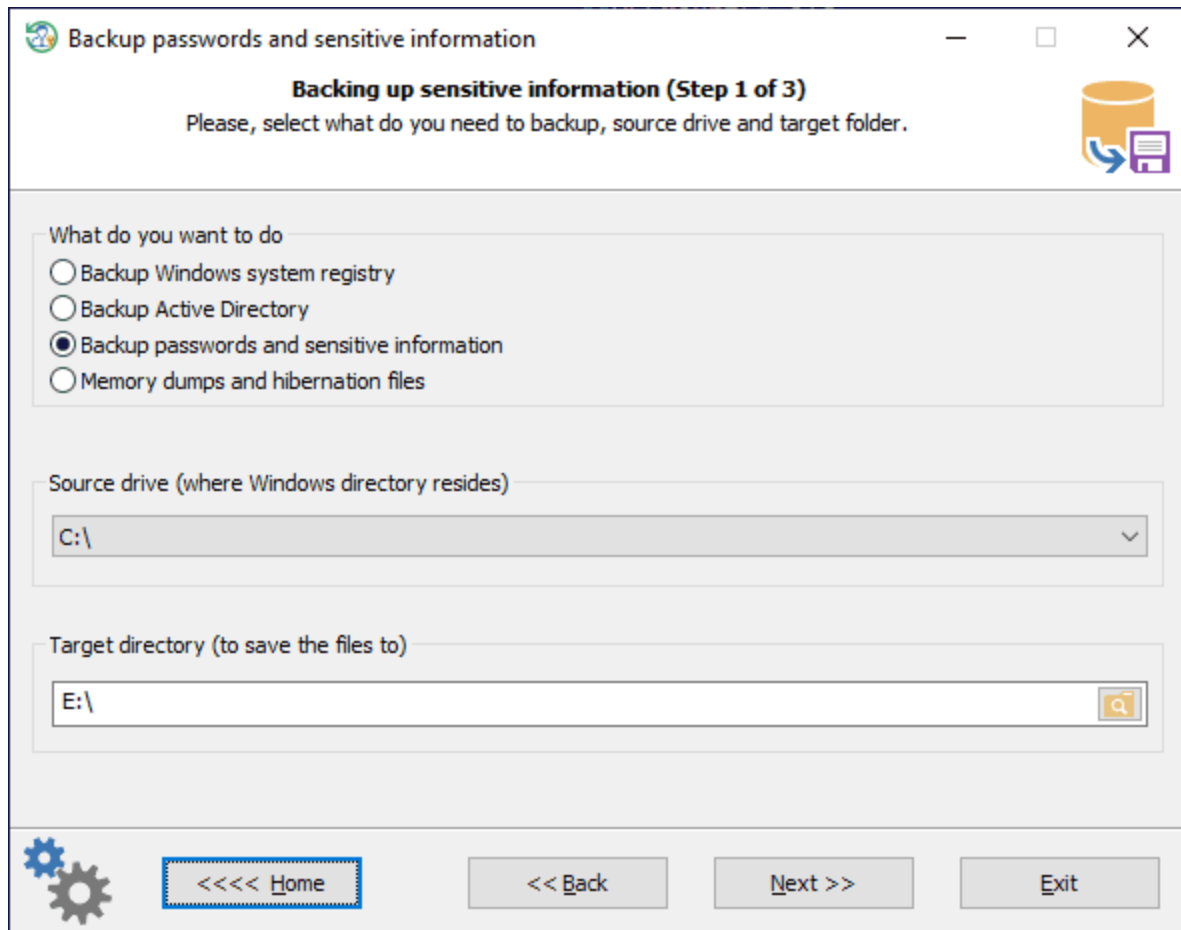 Backup passwords and sensitive information
Backing up sensitive information (Step 1 of 3)
Please, select what do you need to backup, source drive and target folder.
What do you want to do
Backup Windows system registry
Backup Active Directory
Backup passwords and sensitive information
Memory dumps and hibernation files
Source drive (where Windows directory resides)
C:\
Target directory (to save the files to)
E:\
<<<< Home
<< Back
Next >>
Exit